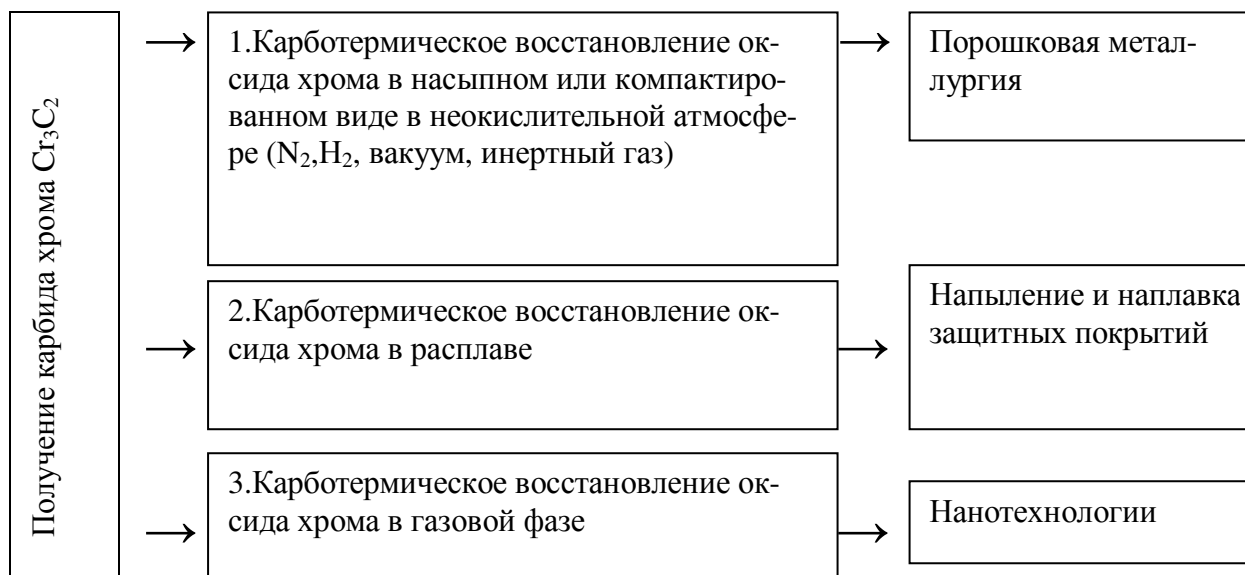 Получение карбида хрома Cr₃C₂
1.Карботермическое восстановление ок-
сида хрома в насыпном или компактиро-
ванном виде в неокислительной атмосфе-
ре (N₂,H₂, вакуум, инертный газ)
Порошковая метал-
лургия
2.Карботермическое восстановление ок-
сида хрома в расплаве
Напыление и наплавка
защитных покрытий
3.Карботермическое восстановление ок-
сида хрома в газовой фазе
Нанотехнологии